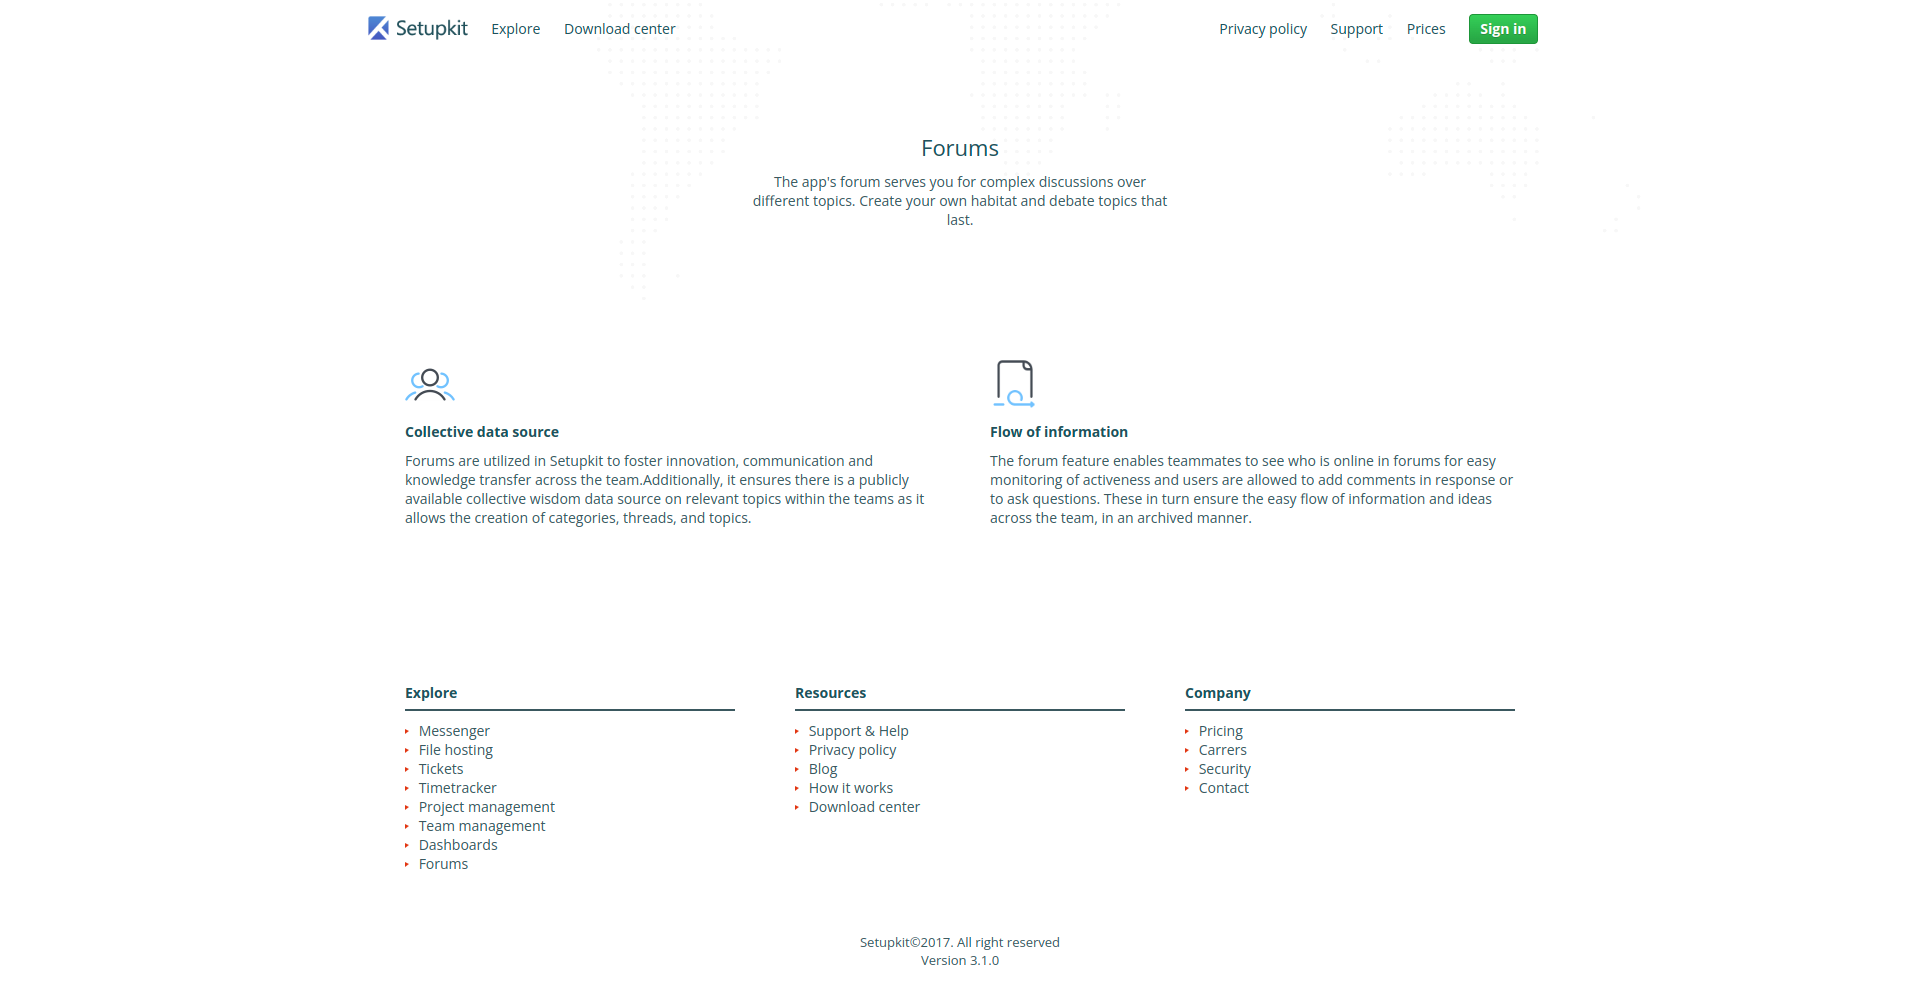 Setupkit Explore Download center Privacy policy Support Prices Sign in
Forums
The app's forum serves you for complex discussions over
different topics. Create your own habitat and debate topics that
last.
Collective data source
Forums are utilized in Setupkit to foster innovation, communication and
knowledge transfer across the team.Additionally, it ensures there is a publicly
available collective wisdom data source on relevant topics within the teams as it
allows the creation of categories, threads, and topics.
Flow of information
The forum feature enables teammates to see who is online in forums for easy
monitoring of activeness and users are allowed to add comments in response or
to ask questions. These in turn ensure the easy flow of information and ideas
across the team, in an archived manner.
Explore
Messenger
File hosting
Tickets
Timetracker
Project management
Team management
Dashboards
Forums
Resources
Support & Help
Privacy policy
Blog
How it works
Download center
Company
Pricing
Carrers
Security
Contact
Setupkit©2017. All right reserved
Version 3.1.0